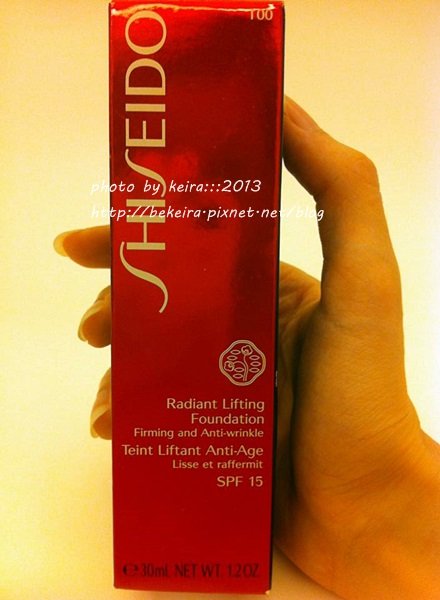 100
SHISEIDO
photo by keira:::2013
http://bekeira.pixnet.net/blog
Radiant Lifting
Foundation
Firming and Anti-wrinkle
Teint Liftant Anti-Age
Lisse et raffermit
SPF 15
℮30mL NET WT. 1.2 OZ